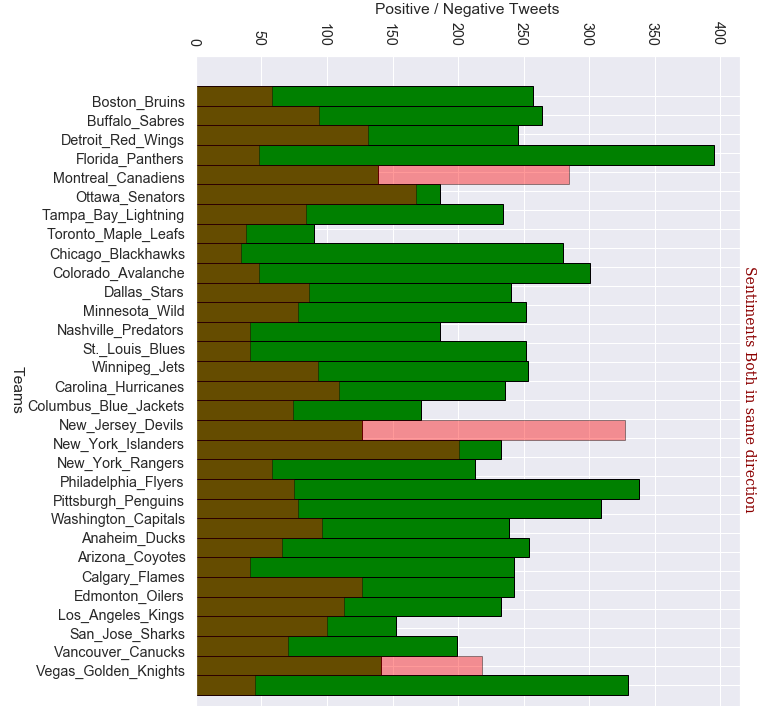 Positive / Negative Tweets
0 50 100 150 200 250 300 350 400
Boston_Bruins
Buffalo_Sabres
Detroit_Red_Wings
Florida_Panthers
Montreal_Canadiens
Ottawa_Senators
Tampa_Bay_Lightning
Toronto_Maple_Leafs
Chicago_Blackhawks
Colorado_Avalanche
Dallas_Stars
Minnesota_Wild
Nashville_Predators
St._Louis_Blues
Winnipeg_Jets
Carolina_Hurricanes
Columbus_Blue_Jackets
New_Jersey_Devils
New_York_Islanders
New_York_Rangers
Philadelphia_Flyers
Pittsburgh_Penguins
Washington_Capitals
Anaheim_Ducks
Arizona_Coyotes
Calgary_Flames
Edmonton_Oilers
Los_Angeles_Kings
San_Jose_Sharks
Vancouver_Canucks
Vegas_Golden_Knights
Teams
Sentiments Both in same direction